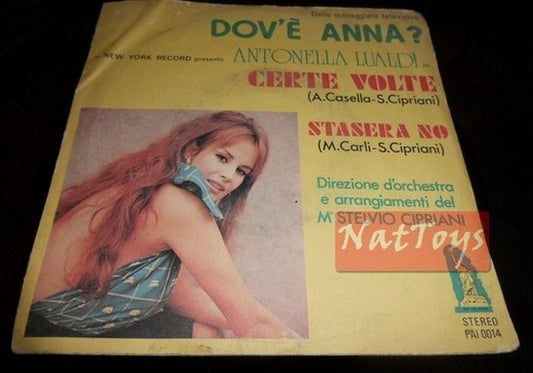 Dallo sceneggiato televisivo
DOV'È ANNA?
NEW YORK RECORD presenta ANTONELLA LUALDI in
CERTE VOLTE
(A.Casella-S.Cipriani)
STASERA NO
(M.Carli-S.Cipriani)
Direzione d'orchestra
e arrangiamenti del
M° STELVIO CIPRIANI
NatToys
STEREO
PAI 0014